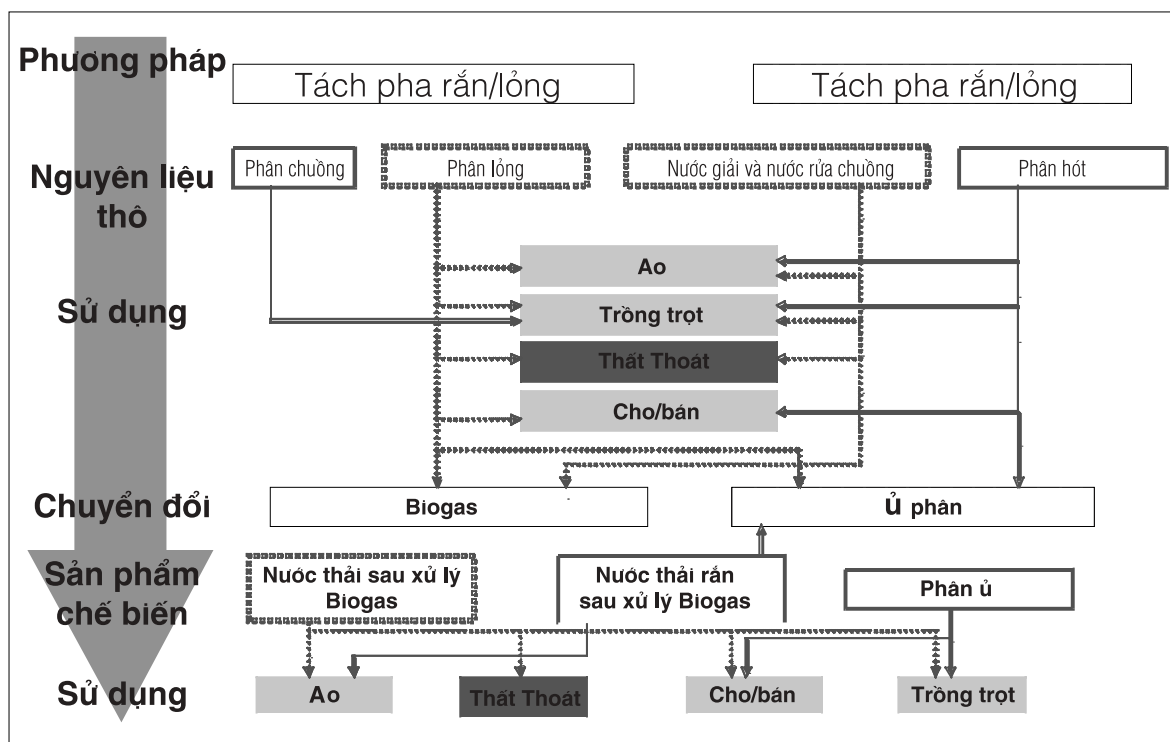 Phương pháp
Tách pha rắn/lỏng
Tách pha rắn/lỏng
Nguyên liệu
thô
Phân chuồng
Phân lỏng
Nước giải và nước rửa chuồng
Phân hót
Sử dụng
Ao
Trồng trọt
Thất Thoát
Cho/bán
Chuyển đổi
Biogas
Ủ phân
Sản phẩm
chế biến
Nước thải sau xử lý
Biogas
Nước thải rắn
sau xử lý Biogas
Phân ủ
Sử dụng
Ao
Thất Thoát
Cho/bán
Trồng trọt